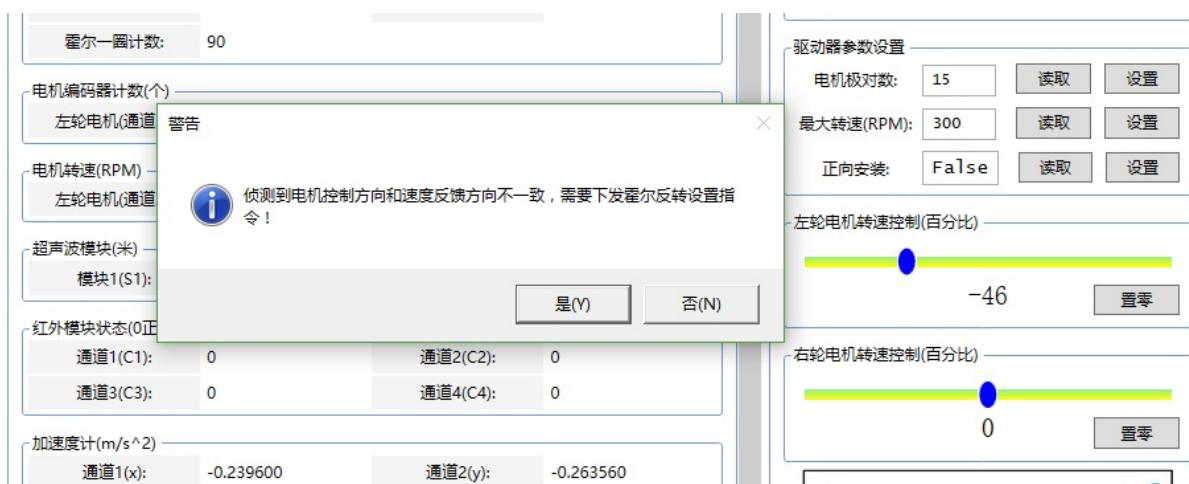 霍尔一圈计数: 90
电机编码器计数(个)
左轮电机(通道
电机转速(RPM)
左轮电机(通道
超声波模块(米)
模块1(S1):
红外模块状态(0正
通道1(C1): 0 通道2(C2): 0
通道3(C3): 0 通道4(C4): 0
加速度计(m/s^2)
通道1(x): -0.239600 通道2(y): -0.263560
警告
侦测到电机控制方向和速度反馈方向不一致，需要下发霍尔反转设置指
令！
是(Y) 否(N)
驱动器参数设置
电机极对数: 15 读取 设置
最大转速(RPM): 300 读取 设置
正向安装: False 读取 设置
左轮电机转速控制(百分比)
-46 置零
右轮电机转速控制(百分比)
0 置零